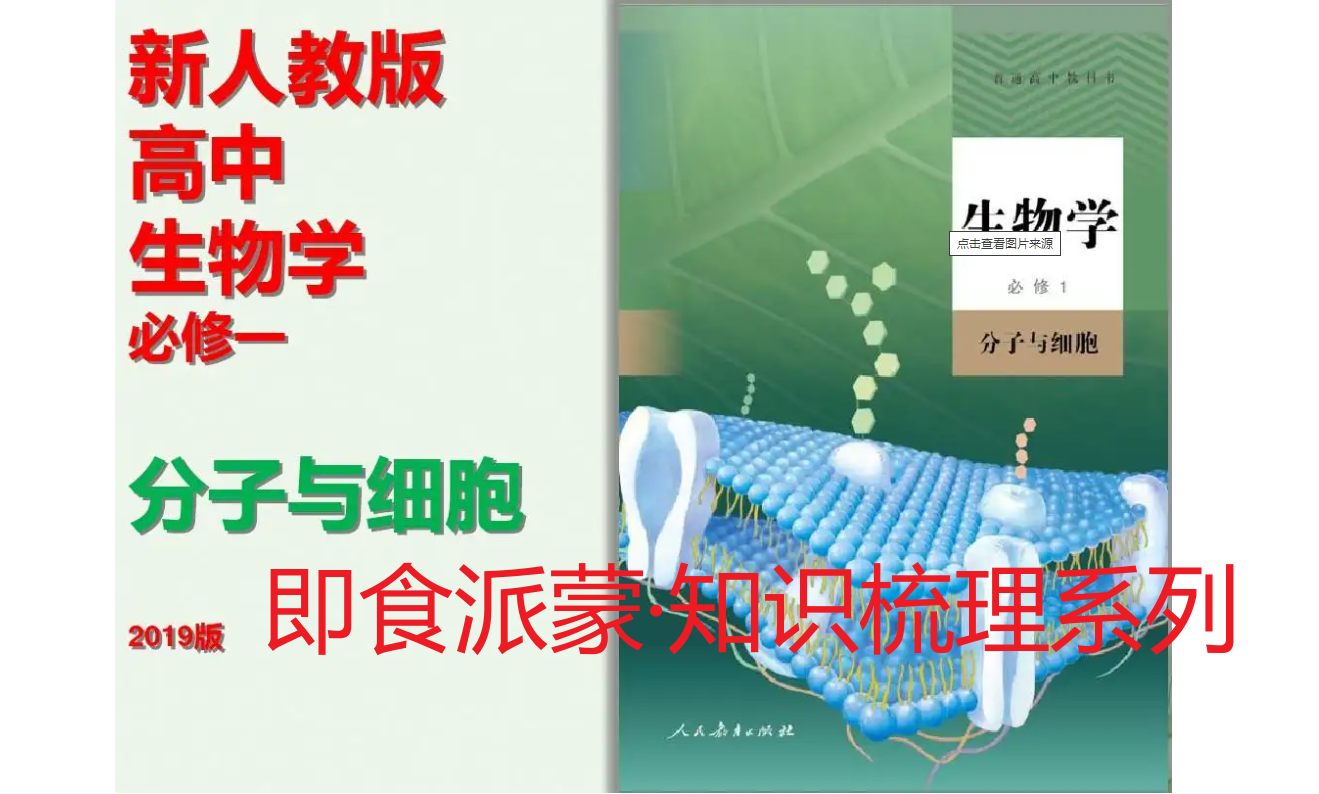 新人教版
高中
生物学
必修一
分子与细胞
2019版
即食派蒙·知识梳理系列
普通高中教科书
生物学
点击查看图片来源
必修1
分子与细胞
人民教育出版社